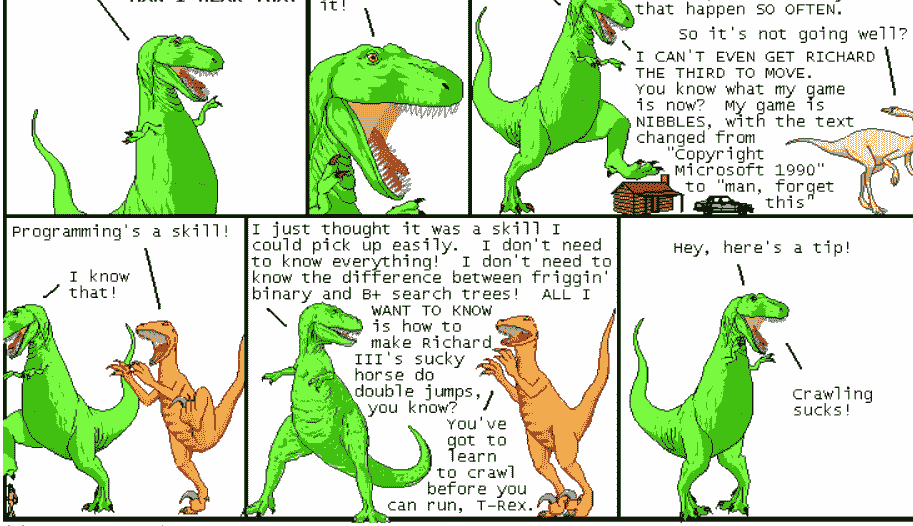 MAN I HEAR THAT
it!
that happen SO OFTEN.
So it's not going well?
I CAN'T EVEN GET RICHARD
THE THIRD TO MOVE.
You know what my game
is now? My game is
NIBBLES, with the text
changed from
"Copyright
Microsoft 1990"
to "man, forget
this"
Programming's a skill!
I know
that!
I just thought it was a skill I
could pick up easily. I don't need
to know everything! I don't need to
know the difference between friggin'
binary and B+ search trees! ALL I
WANT TO KNOW
is how to
make Richard
III's sucky
horse do
double jumps,
you know?
You've
got to
learn
to crawl
before you
can run, T-Rex.
Hey, here's a tip!
Crawling
sucks!